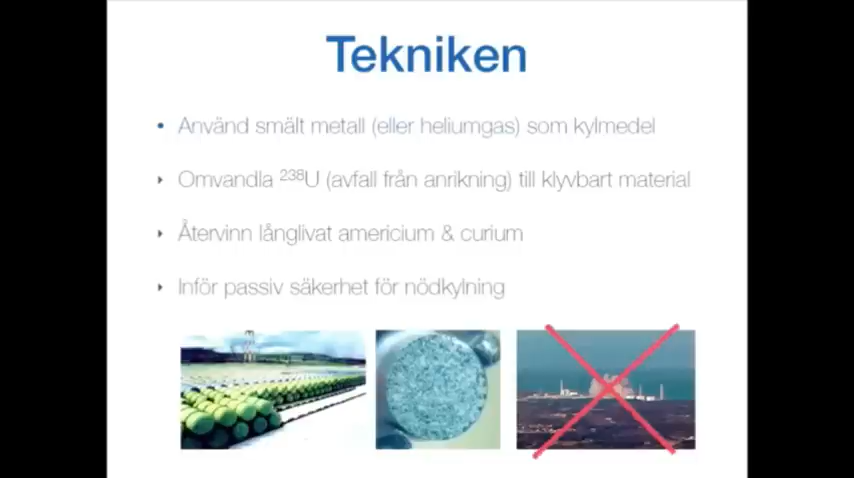 Tekniken
• Använd smält metall (eller heliumgas) som kylmedel
‣ Omvandla ²³⁸U (avfall från anrikning) till klyvbart material
‣ Återvinn långlivat americium & curium
‣ Inför passiv säkerhet för nödkylning